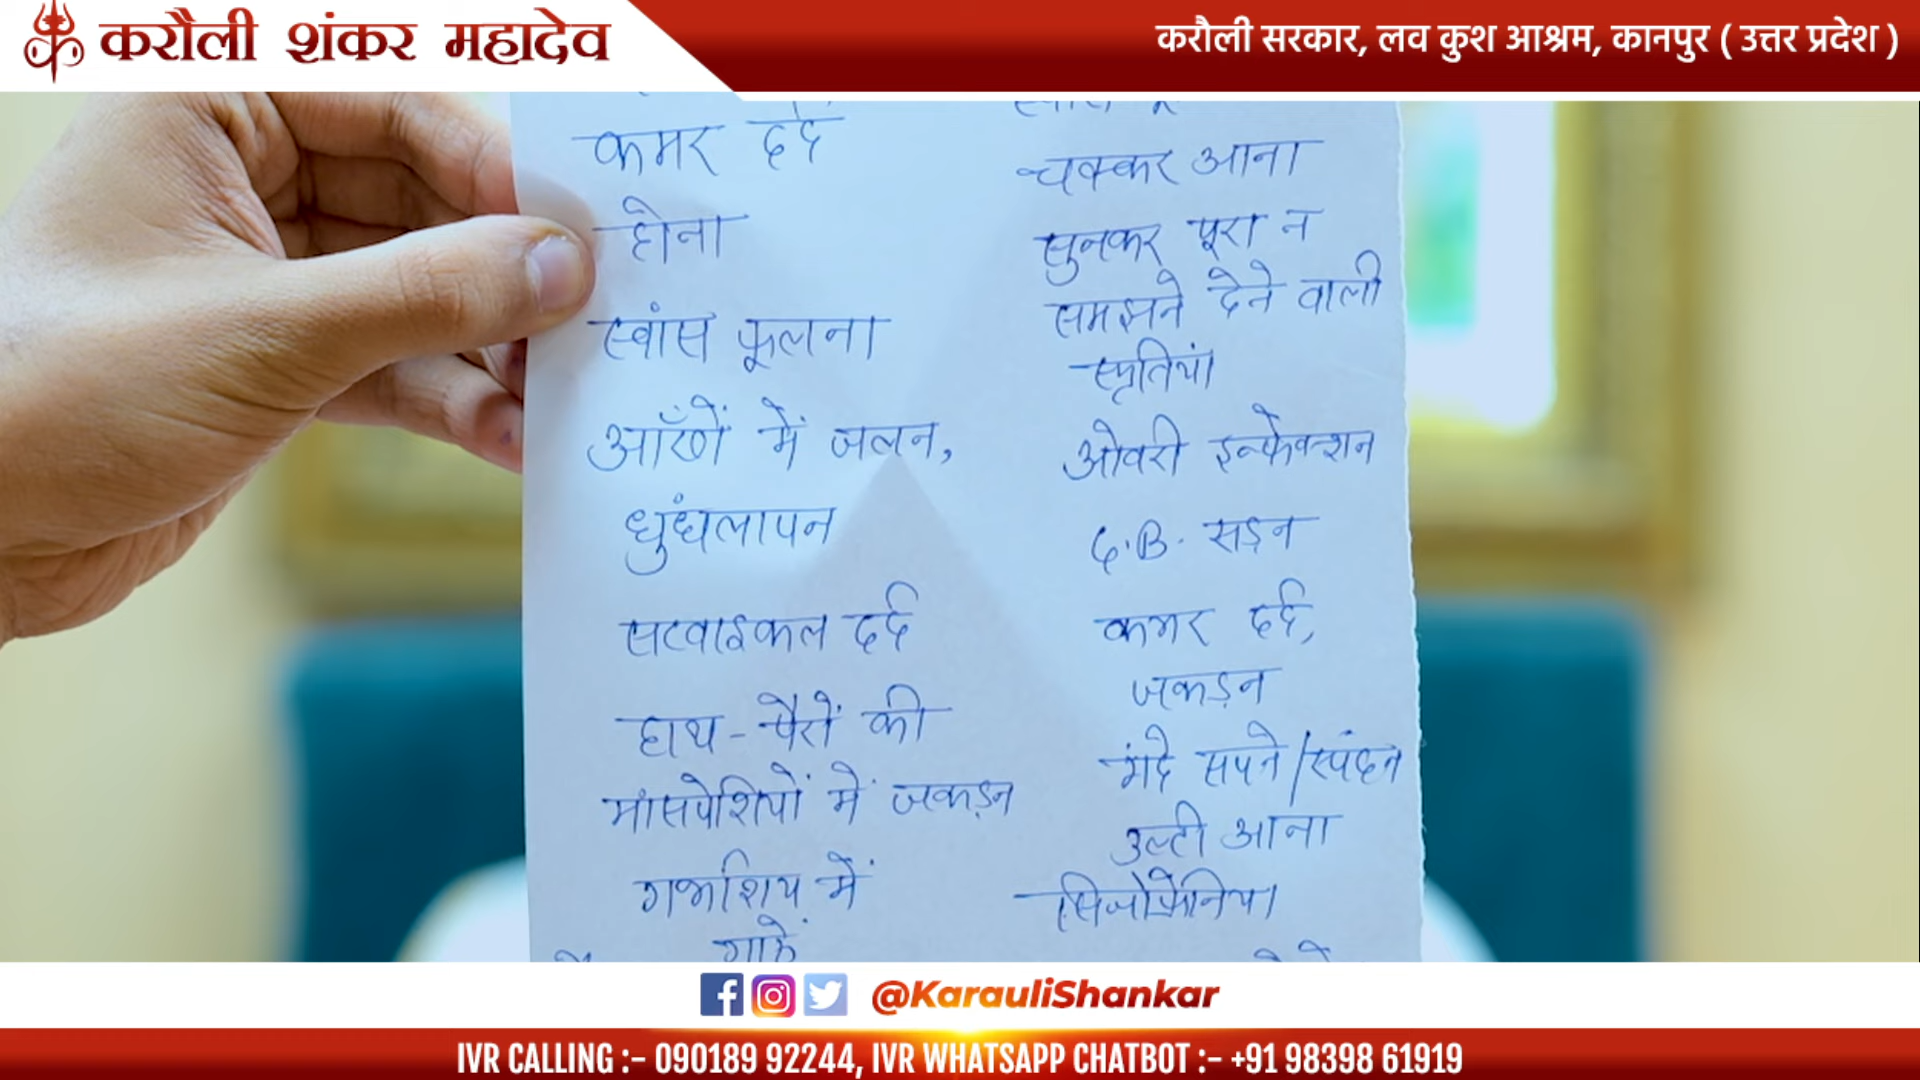 करौली शंकर महादेव
करौली सरकार, लव कुश आश्रम, कानपुर ( उत्तर प्रदेश )
कमर दर्द
होना
स्वांस फूलना
आँखों में जलन,
धुंधलापन
सरवाइकल दर्द
हाथ-पैरों की
मांसपेशियों में जकड़न
गर्भाशय में
गाठें
चक्कर आना
सुनकर पूरा न
समझने देने वाली
स्मृतियां
ओवरी इन्फेक्शन
G.B. सड़न
कमर दर्द,
जकड़न
गंदे सपने/स्पंदन
उल्टी आना
सिजोफ्रेनिया
@KarauliShankar
IVR CALLING :- 090189 92244, IVR WHATSAPP CHATBOT :- +91 98398 61919